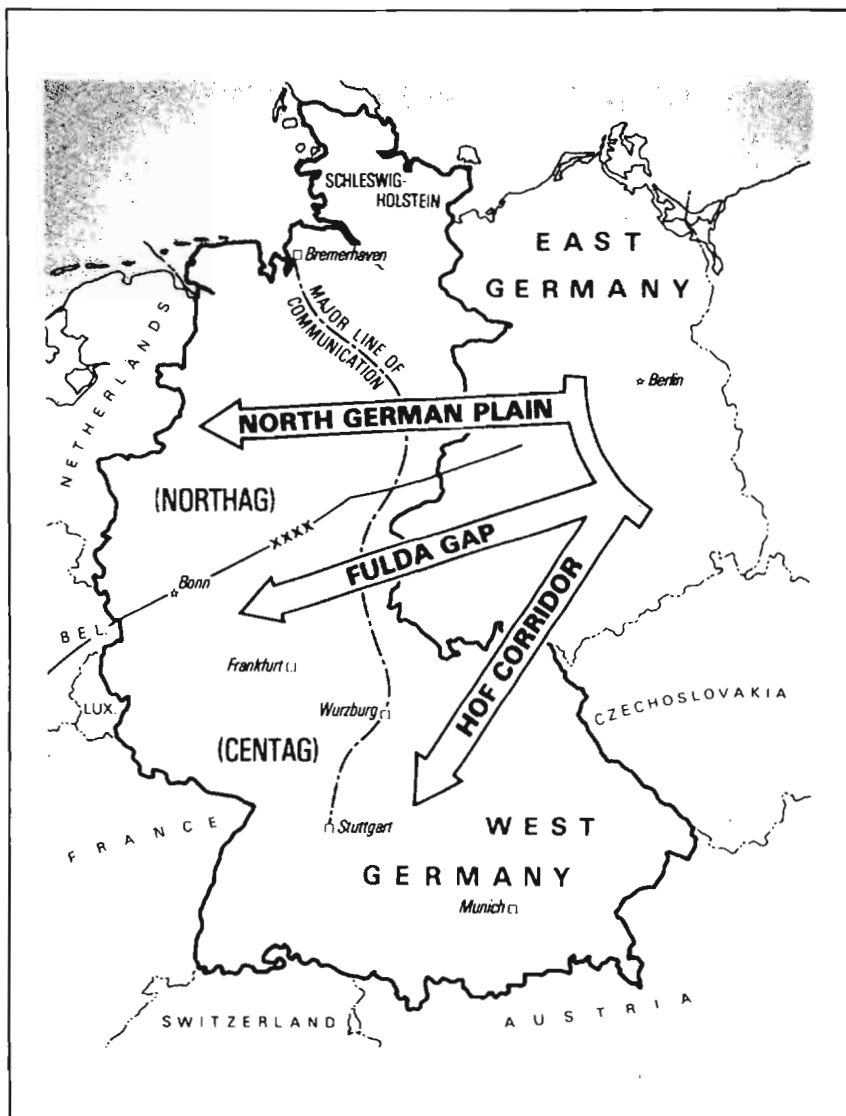 SCHLESWIG-
HOLSTEIN
Bremerhaven
EAST
GERMANY
MAJOR LINE OF
COMMUNICATION
NETHERLANDS
Berlin
NORTH GERMAN PLAIN
(NORTHAG)
XXXX
FULDA GAP
Bonn
BEL.
HOF CORRIDOR
Frankfurt
LUX.
Wurzburg
CZECHOSLOVAKIA
(CENTAG)
FRANCE
Stuttgart
WEST
GERMANY
Munich
SWITZERLAND
AUSTRIA